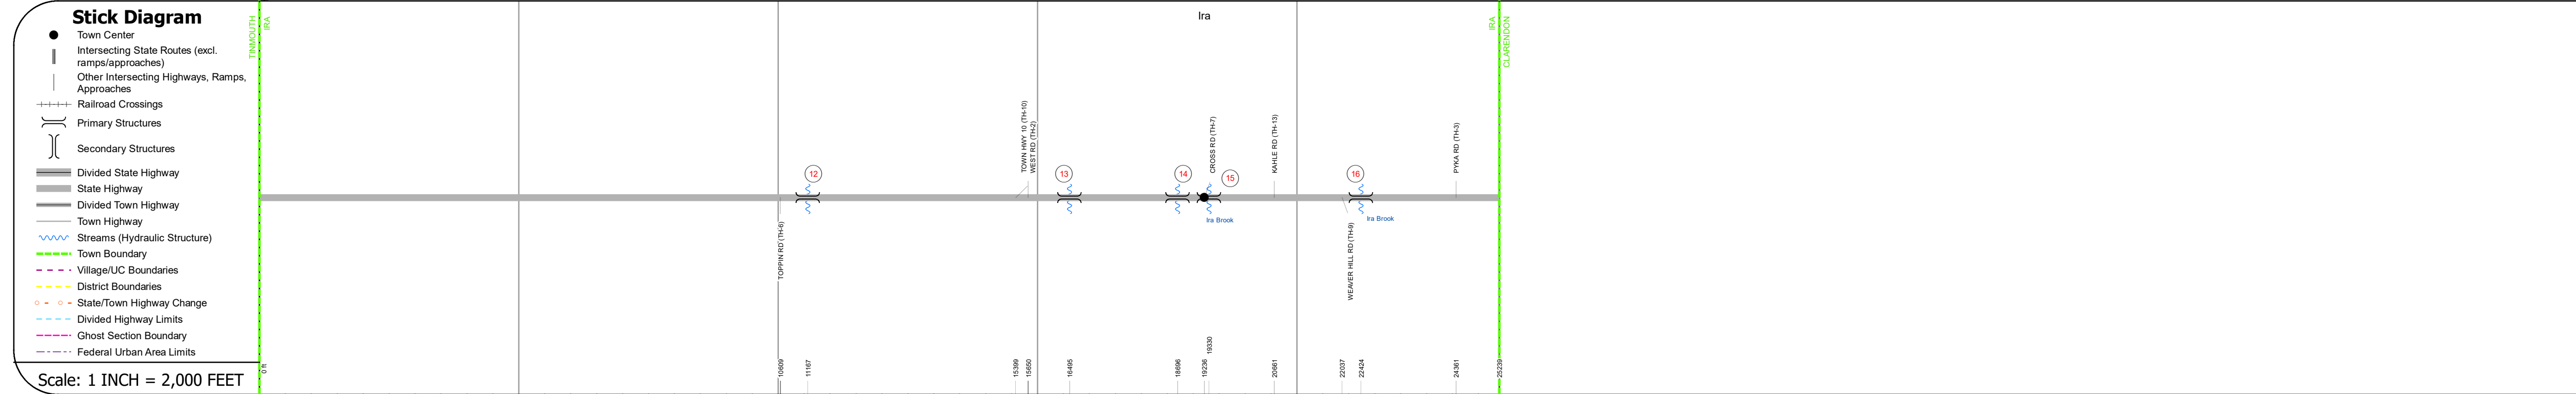 Stick Diagram
Town Center
Intersecting State Routes (excl.
ramps/approaches)
Other Intersecting Highways, Ramps,
Approaches
Railroad Crossings
Primary Structures
Secondary Structures
Divided State Highway
State Highway
Divided Town Highway
Town Highway
Streams (Hydraulic Structure)
Town Boundary
Village/UC Boundaries
District Boundaries
State/Town Highway Change
Divided Highway Limits
Ghost Section Boundary
Federal Urban Area Limits
Scale: 1 INCH = 2,000 FEET
TINMOUTH
IRA
Ira
IRA
CLARENDON
TOWN HWY 10 (TH-10)
WEST RD (TH-2)
CROSS RD (TH-7)
KAHLE RD (TH-13)
PYKA RD (TH-3)
12
13
14
15
16
Ira Brook
Ira Brook
TOPPIN RD (TH-6)
WEAVER HILL RD (TH-9)
0 ft
10609
11167
15399
15650
16495
18696
19236
19330
20661
22037
22424
24361
25239